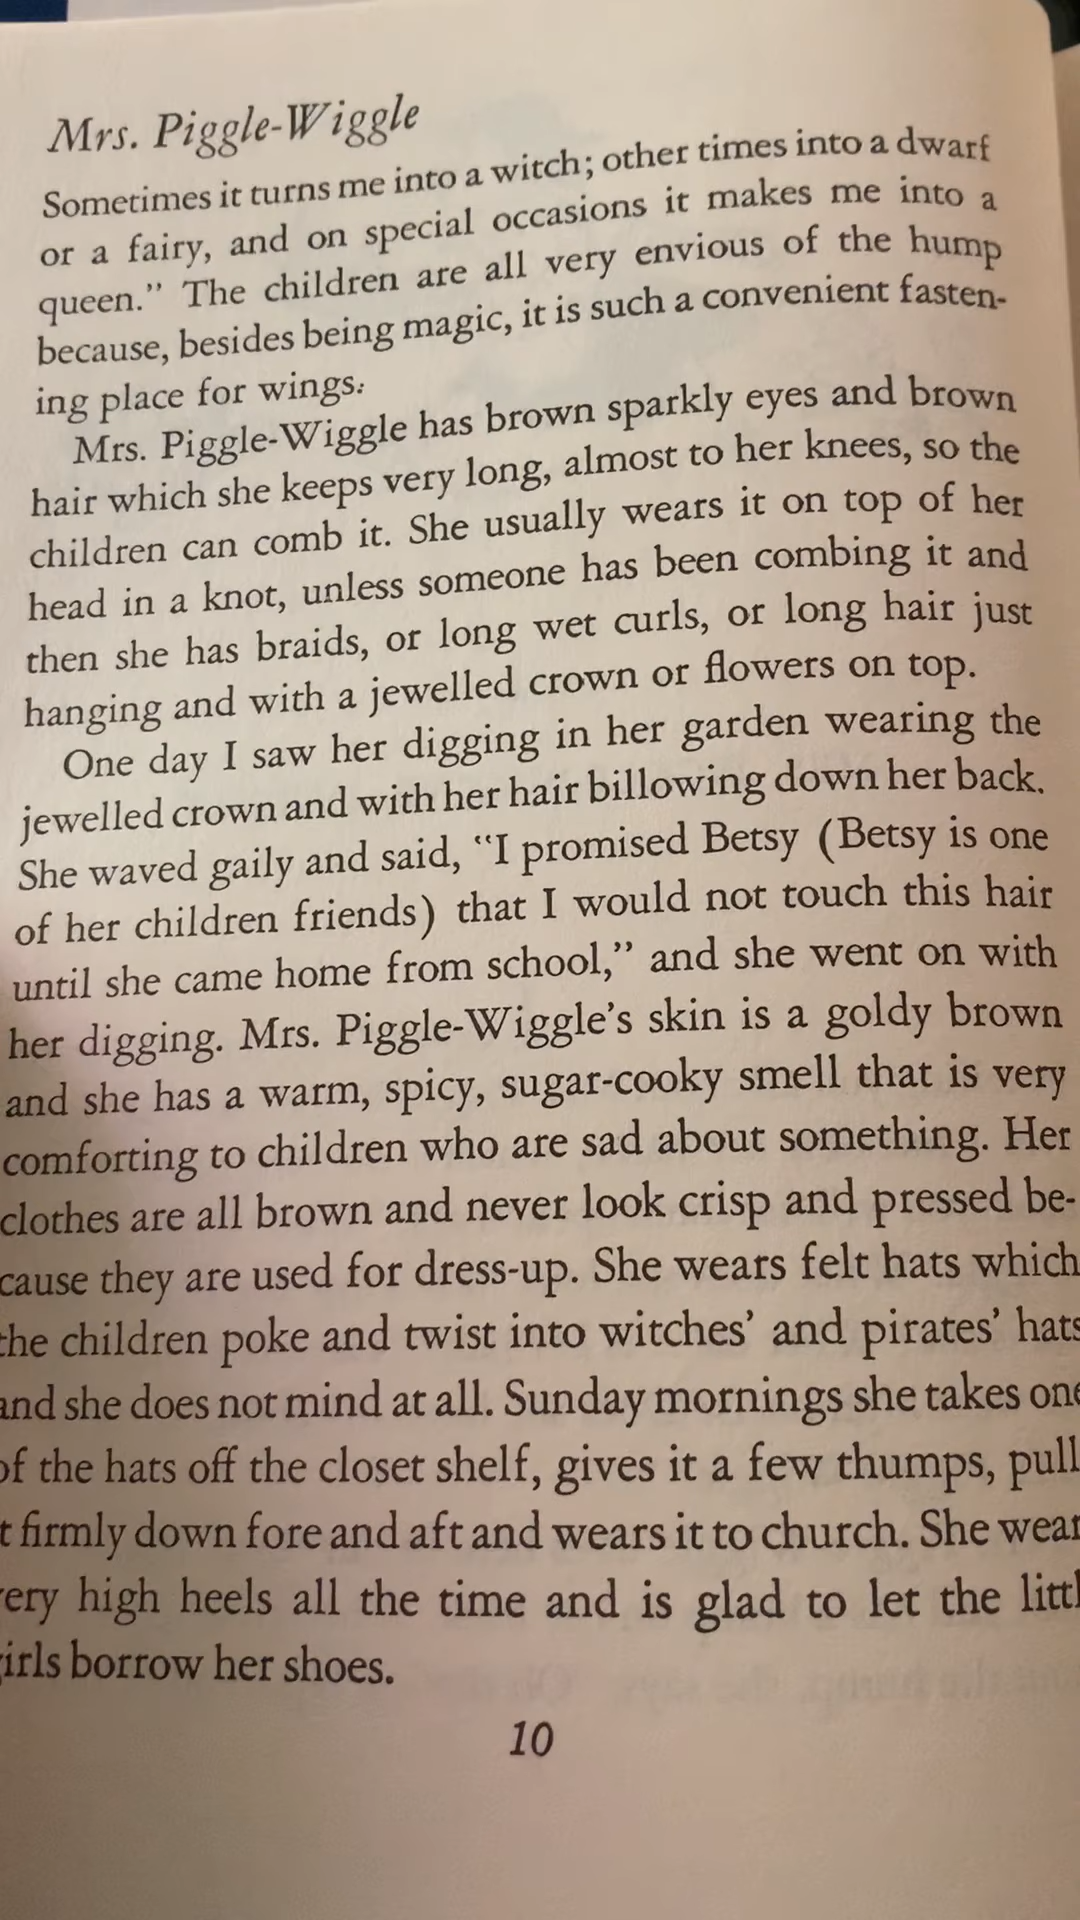 Mrs. Piggle-Wiggle
Sometimes it turns me into a witch; other times into a dwarf
or a fairy, and on special occasions it makes me into a
queen.” The children are all very envious of the hump
because, besides being magic, it is such a convenient fasten-
ing place for wings.
Mrs. Piggle-Wiggle has brown sparkly eyes and brown
hair which she keeps very long, almost to her knees, so the
children can comb it. She usually wears it on top of her
head in a knot, unless someone has been combing it and
then she has braids, or long wet curls, or long hair just
hanging and with a jewelled crown or flowers on top.
One day I saw her digging in her garden wearing the
jewelled crown and with her hair billowing down her back.
She waved gaily and said, “I promised Betsy (Betsy is one
of her children friends) that I would not touch this hair
until she came home from school,” and she went on with
her digging. Mrs. Piggle-Wiggle’s skin is a goldy brown
and she has a warm, spicy, sugar-cooky smell that is very
comforting to children who are sad about something. Her
clothes are all brown and never look crisp and pressed be-
cause they are used for dress-up. She wears felt hats which
the children poke and twist into witches’ and pirates’ hats
and she does not mind at all. Sunday mornings she takes one
of the hats off the closet shelf, gives it a few thumps, pull
t firmly down fore and aft and wears it to church. She wear
ery high heels all the time and is glad to let the littl
irls borrow her shoes.
10